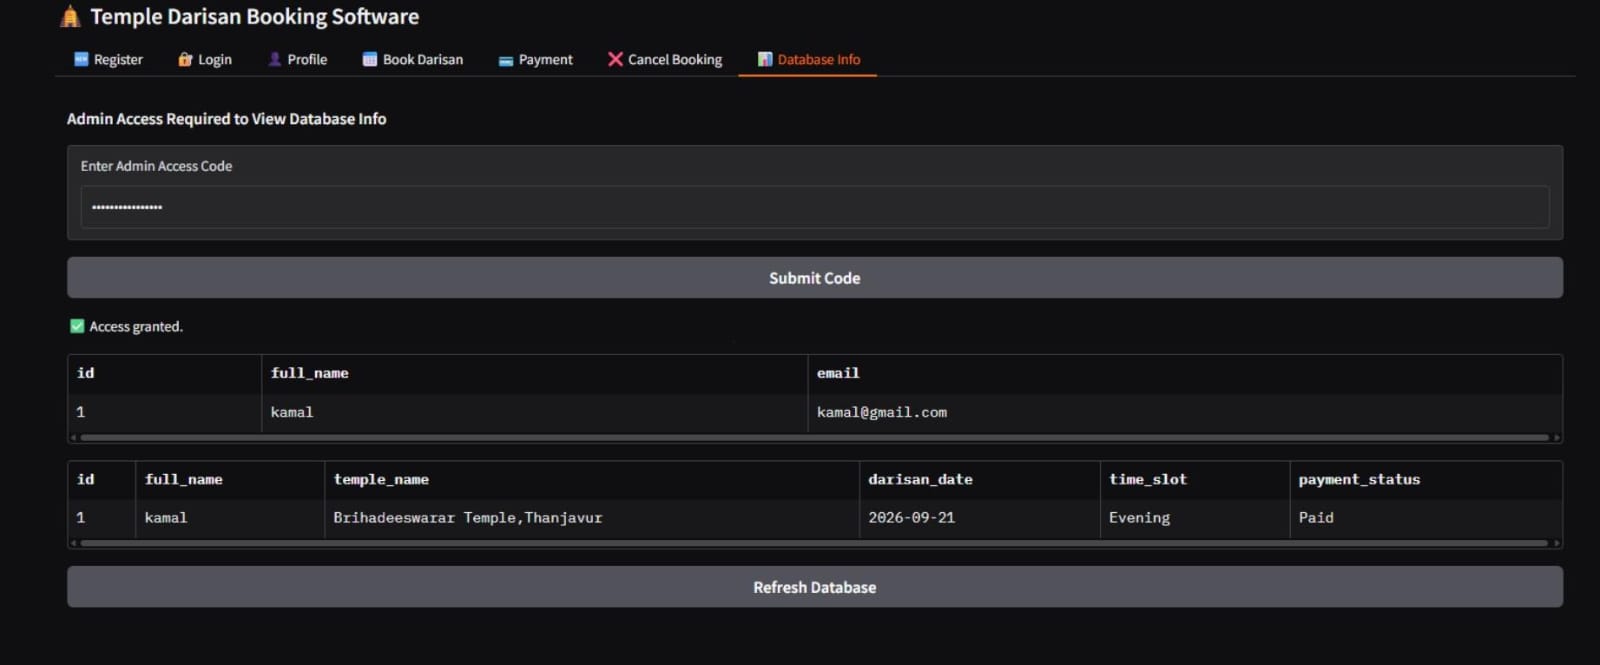 Temple Darisan Booking Software
Register Login Profile Book Darisan Payment Cancel Booking Database Info
Admin Access Required to View Database Info
Enter Admin Access Code
••••••••••••••••
Submit Code
Access granted.
id full_name email
1 kamal kamal@gmail.com
id full_name temple_name darisan_date time_slot payment_status
1 kamal Brihadeeswarar Temple,Thanjavur 2026-09-21 Evening Paid
Refresh Database